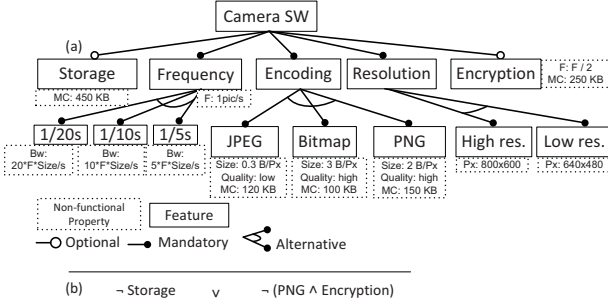 Camera SW
(a)
Storage Frequency Encoding Resolution Encryption
F: F / 2
MC: 250 KB
MC: 450 KB
F: 1pic/s
1/20s 1/10s 1/5s
Bw: Bw: Bw:
20*F*Size/s 10*F*Size/s 5*F*Size/s
JPEG Bitmap PNG High res. Low res.
Size: 0.3 B/Px Size: 3 B/Px Size: 2 B/Px Px: 800x600 Px: 640x480
Quality: low Quality: high Quality: high
MC: 120 KB MC: 100 KB MC: 150 KB
Non-functional
Property
Feature
Optional Mandatory Alternative
(b) ¬ Storage v ¬ (PNG ∧ Encryption)